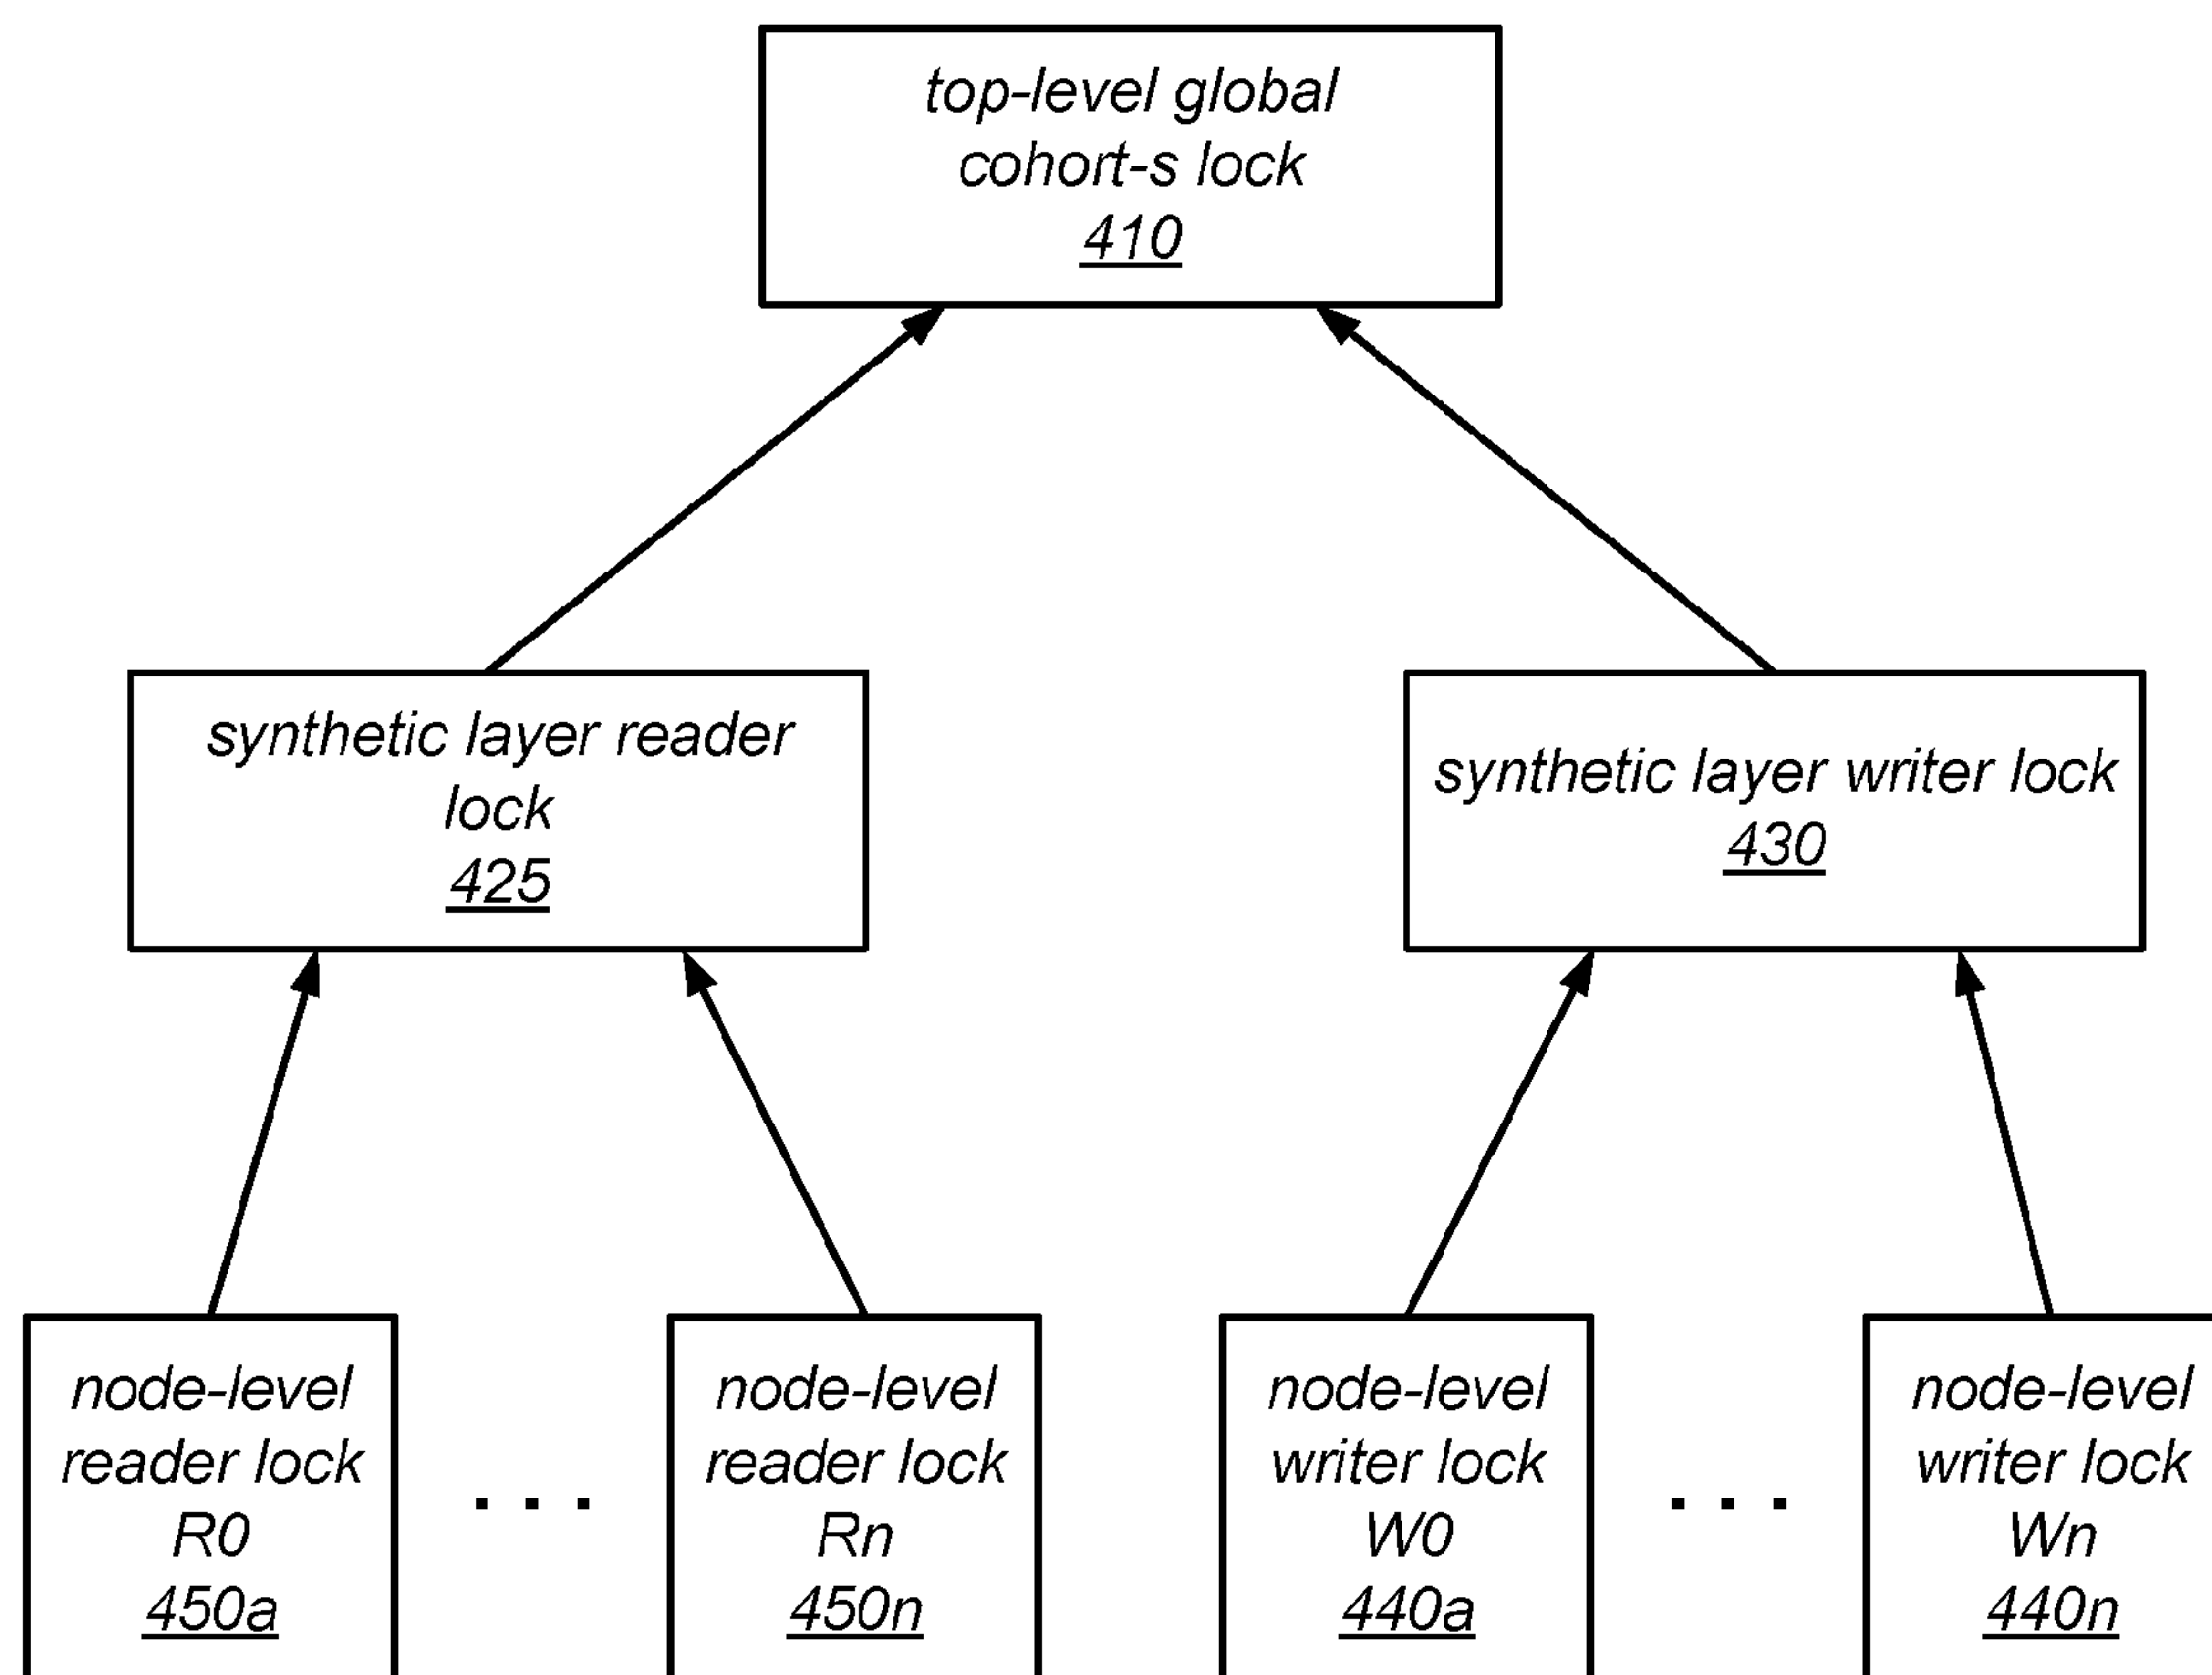 top-level global
cohort-s lock
410
synthetic layer reader
lock
425
synthetic layer writer lock
430
node-level
reader lock
R0
450a
. . .
node-level
reader lock
Rn
450n
node-level
writer lock
W0
440a
. . .
node-level
writer lock
Wn
440n